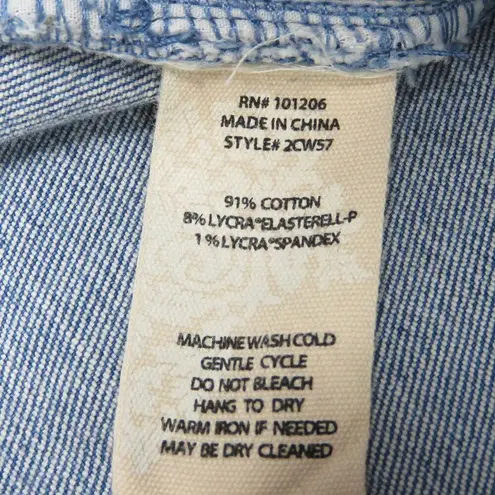 RN# 101206
MADE IN CHINA
STYLE# 2CW57
91% COTTON
8% LYCRA®ELASTERELL-P
1%LYCRA®SPANDEX
MACHINE WASH COLD
GENTLE CYCLE
DO NOT BLEACH
HANG TO DRY
WARM IRON IF NEEDED
MAY BE DRY CLEANED